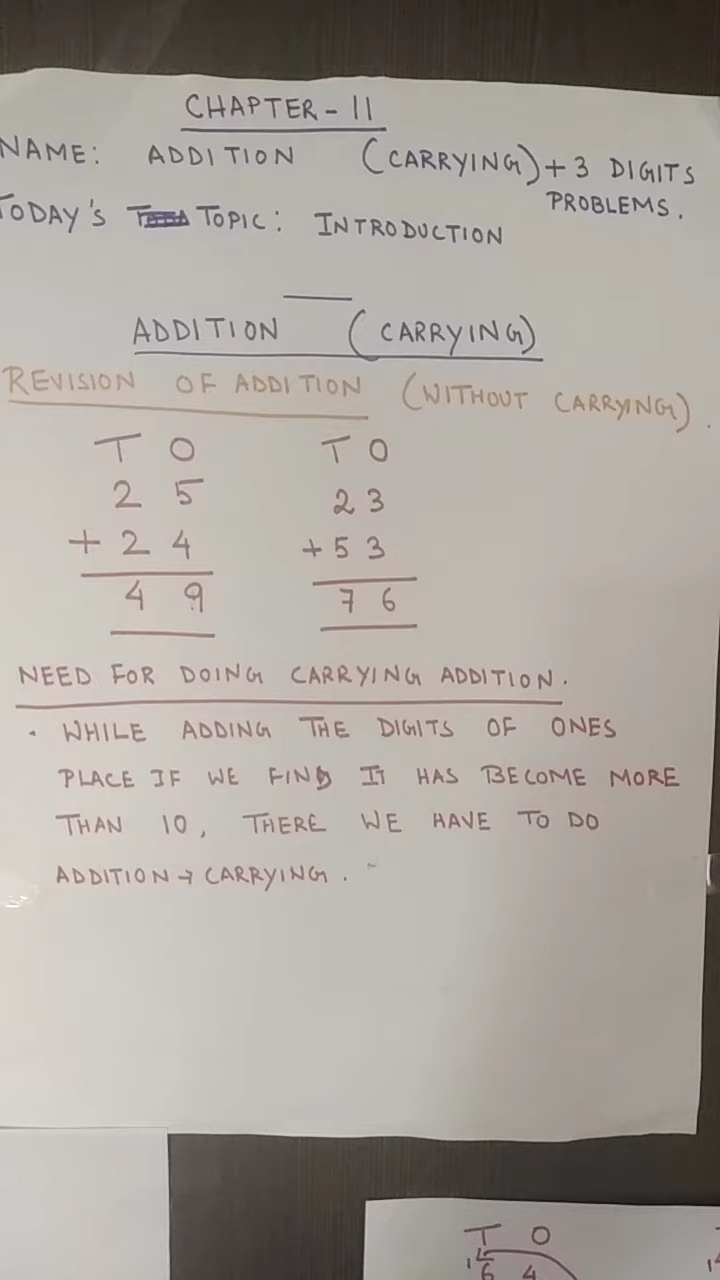 CHAPTER-11
NAME: ADDITION (CARRYING)+3 DIGITS
PROBLEMS.
TODAY'S TOPIC: INTRODUCTION
ADDITION (CARRYING)
REVISION OF ADDITION (WITHOUT CARRYING).
T O T O
2 5 2 3
+ 2 4 + 5 3
4 9 7 6
NEED FOR DOING CARRYING ADDITION.
• WHILE ADDING THE DIGITS OF ONES
PLACE IF WE FIND IT HAS BECOME MORE
THAN 10, THERE WE HAVE TO DO
ADDITION → CARRYING.
T O
6 4